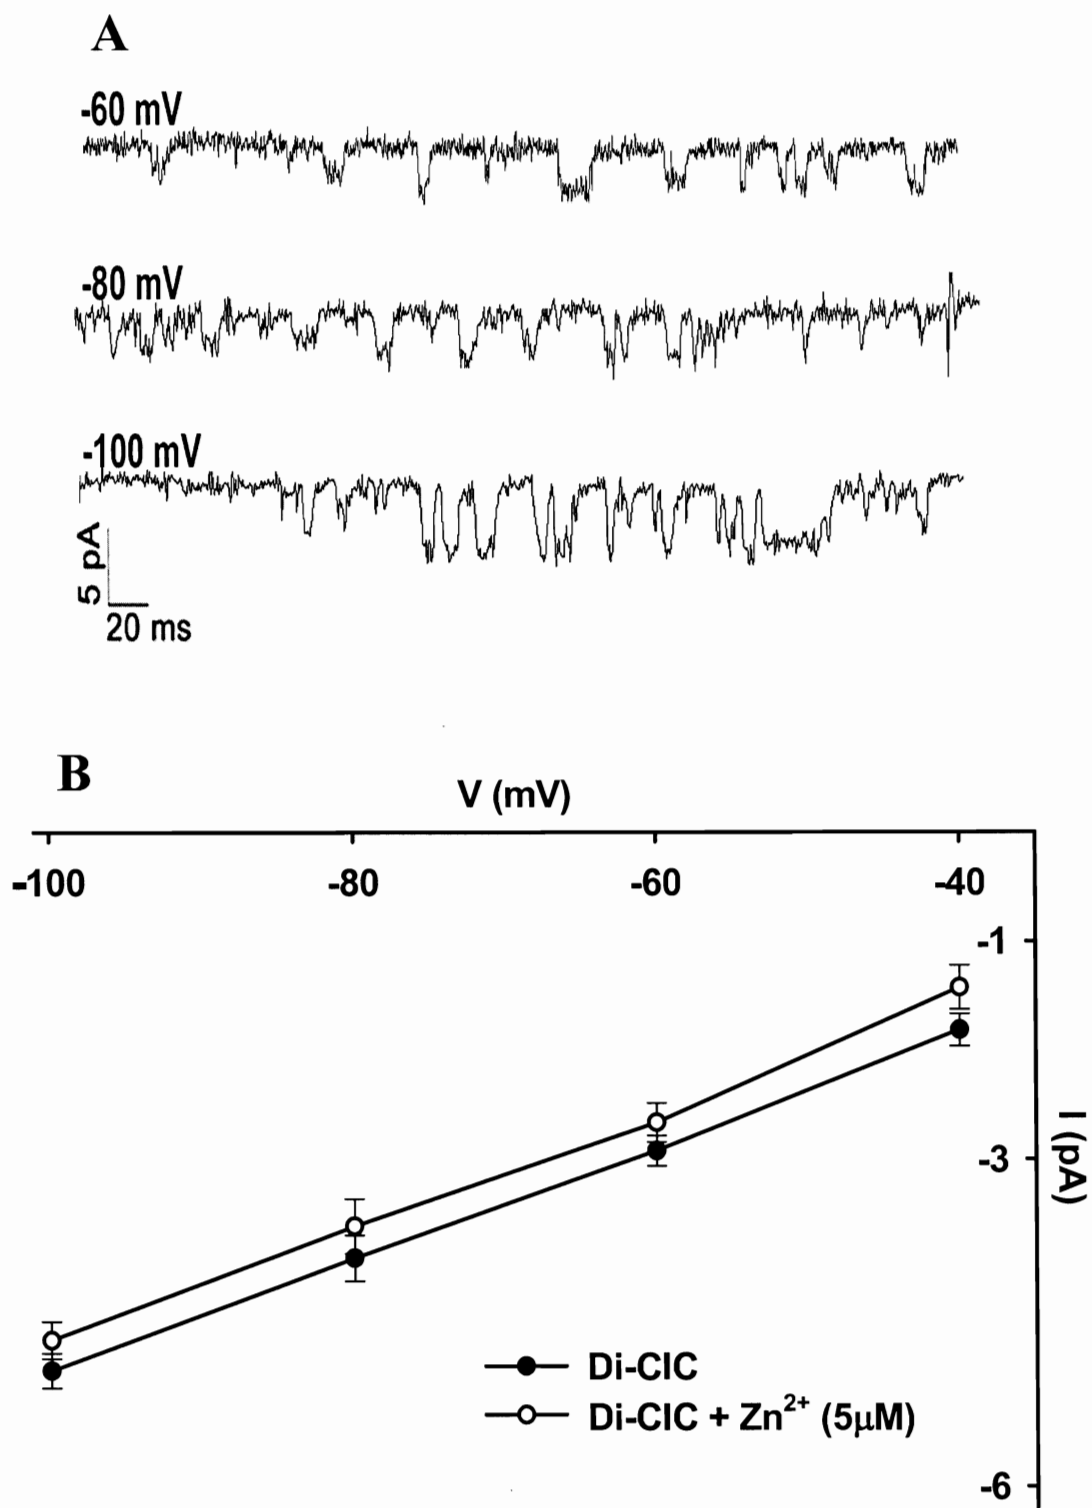 A
-60 mV
-80 mV
-100 mV
5 pA
20 ms
B
V (mV)
-100 -80 -60 -40
-1
-3
I (pA)
Di-ClC
Di-ClC + Zn²⁺ (5μM)
-6